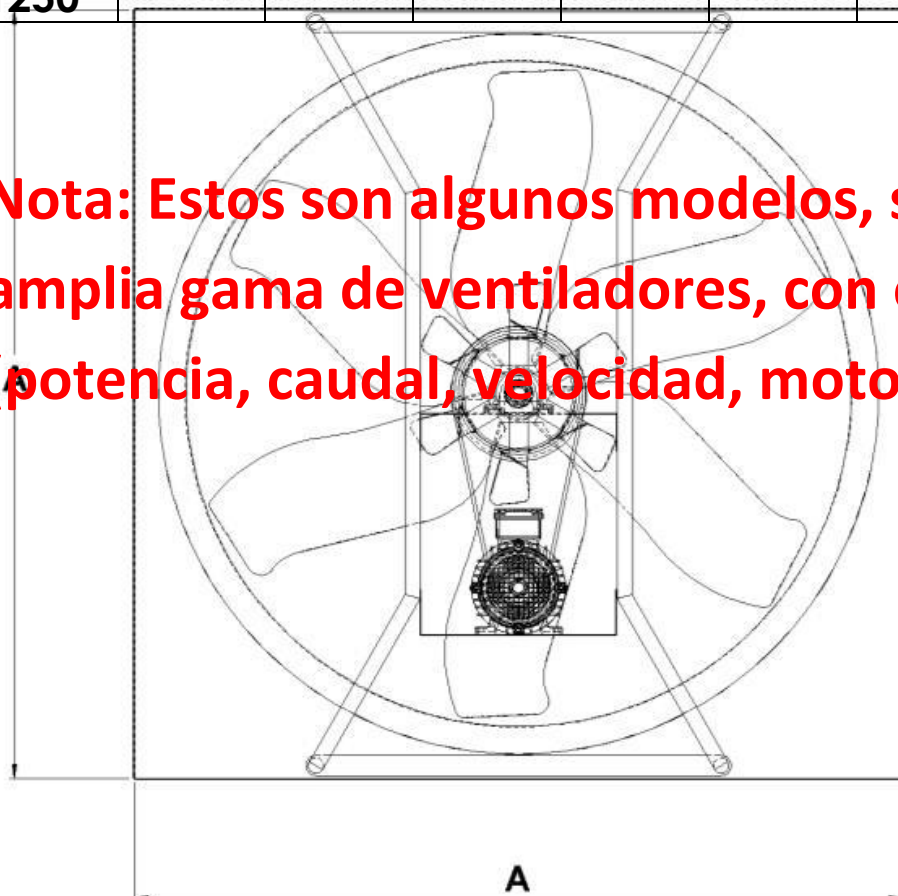 250
Nota: Estos son algunos modelos, s
amplia gama de ventiladores, con
A
(potencia, caudal, velocidad, moto
A